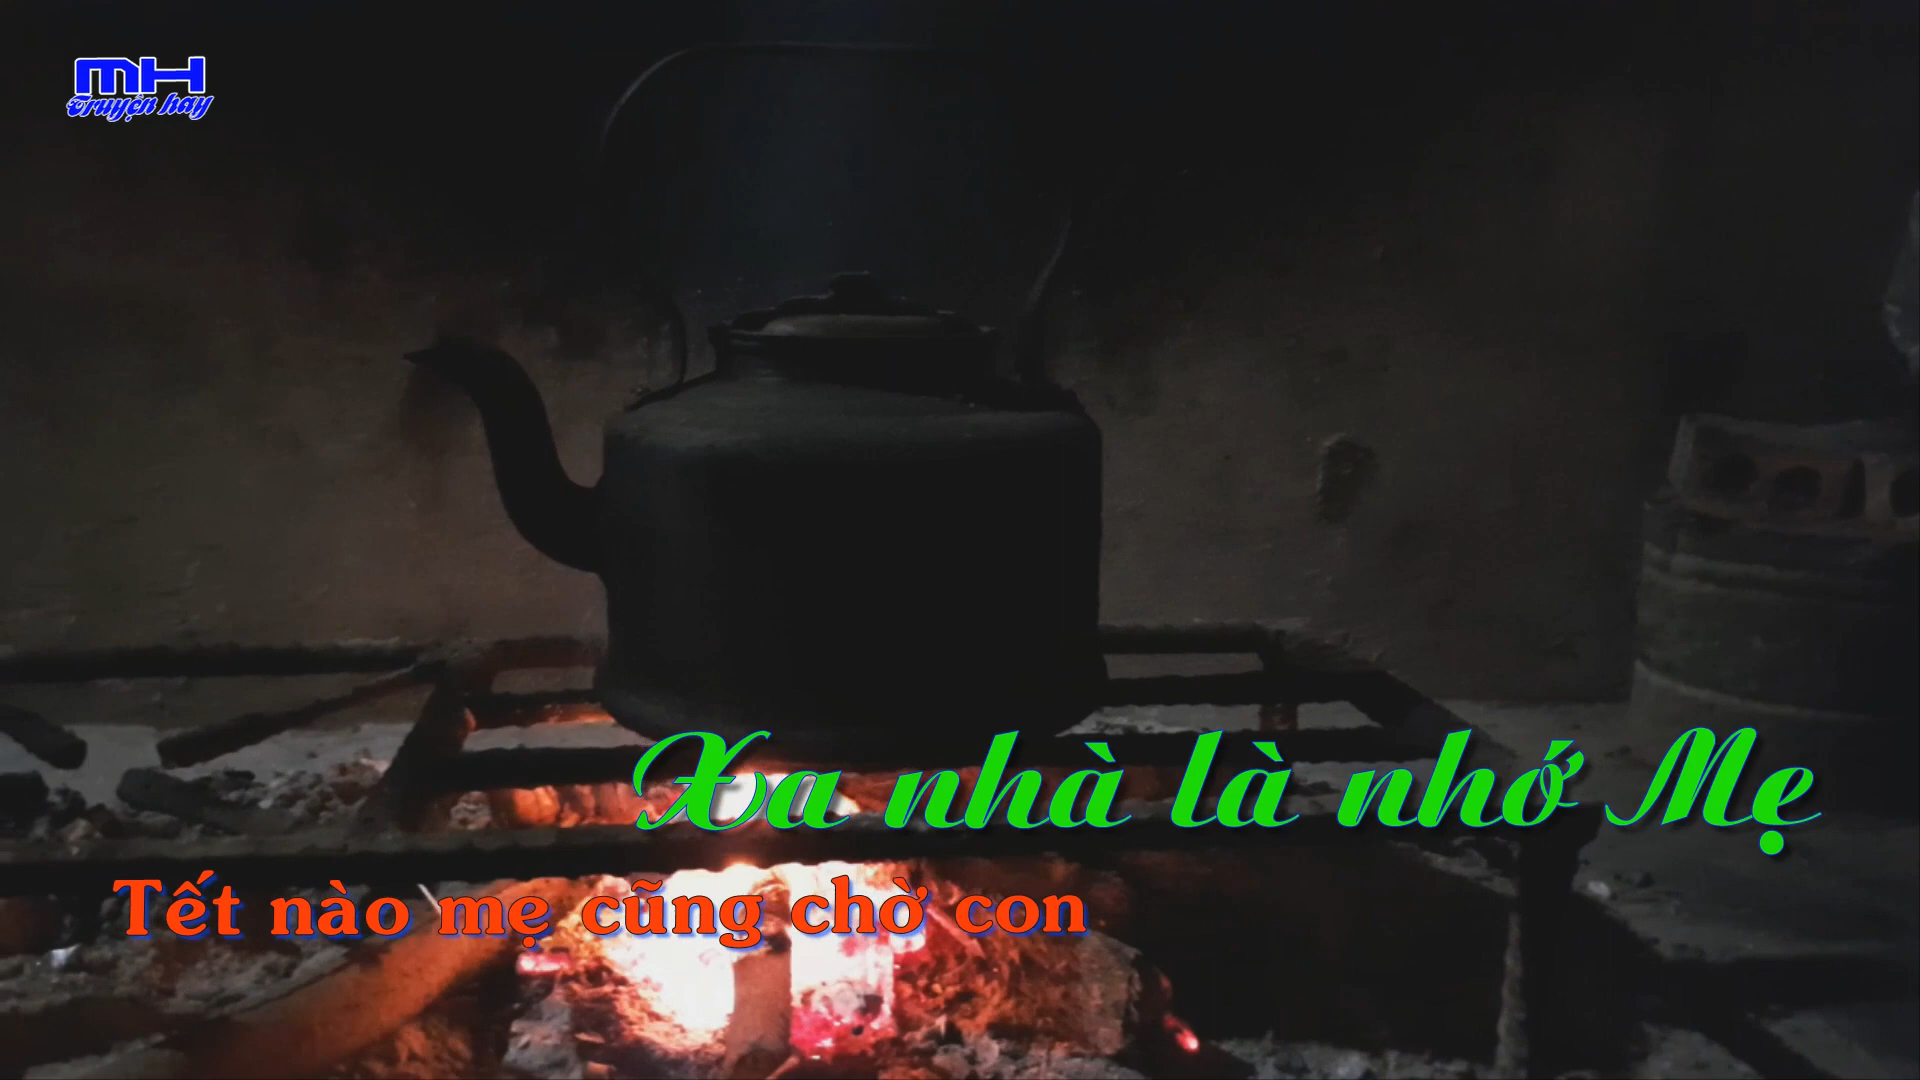 MH
Truyện hay
Xa nhà là nhớ Mẹ
Tết nào mẹ cũng chờ con